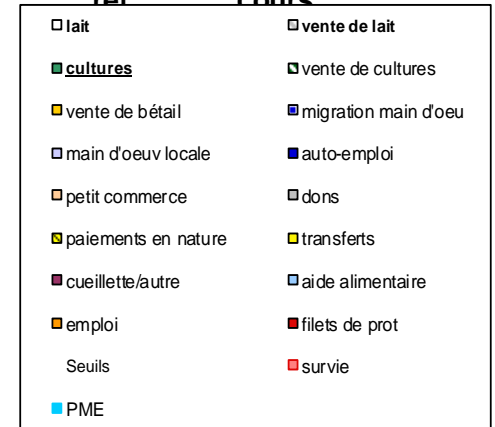 lait vente de lait
cultures vente de cultures
vente de bétail migration main d'oeu
main d'oeuv locale auto-emploi
petit commerce dons
paiements en nature transferts
cueillette/autre aide alimentaire
emploi filets de prot
Seuils survie
PME